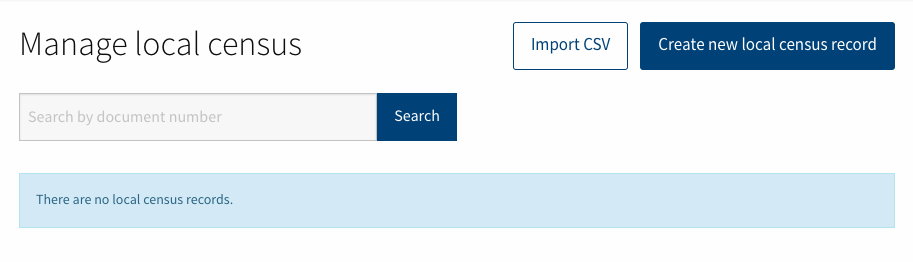 Manage local census
Import CSV
Create new local census record
Search by document number
Search
There are no local census records.